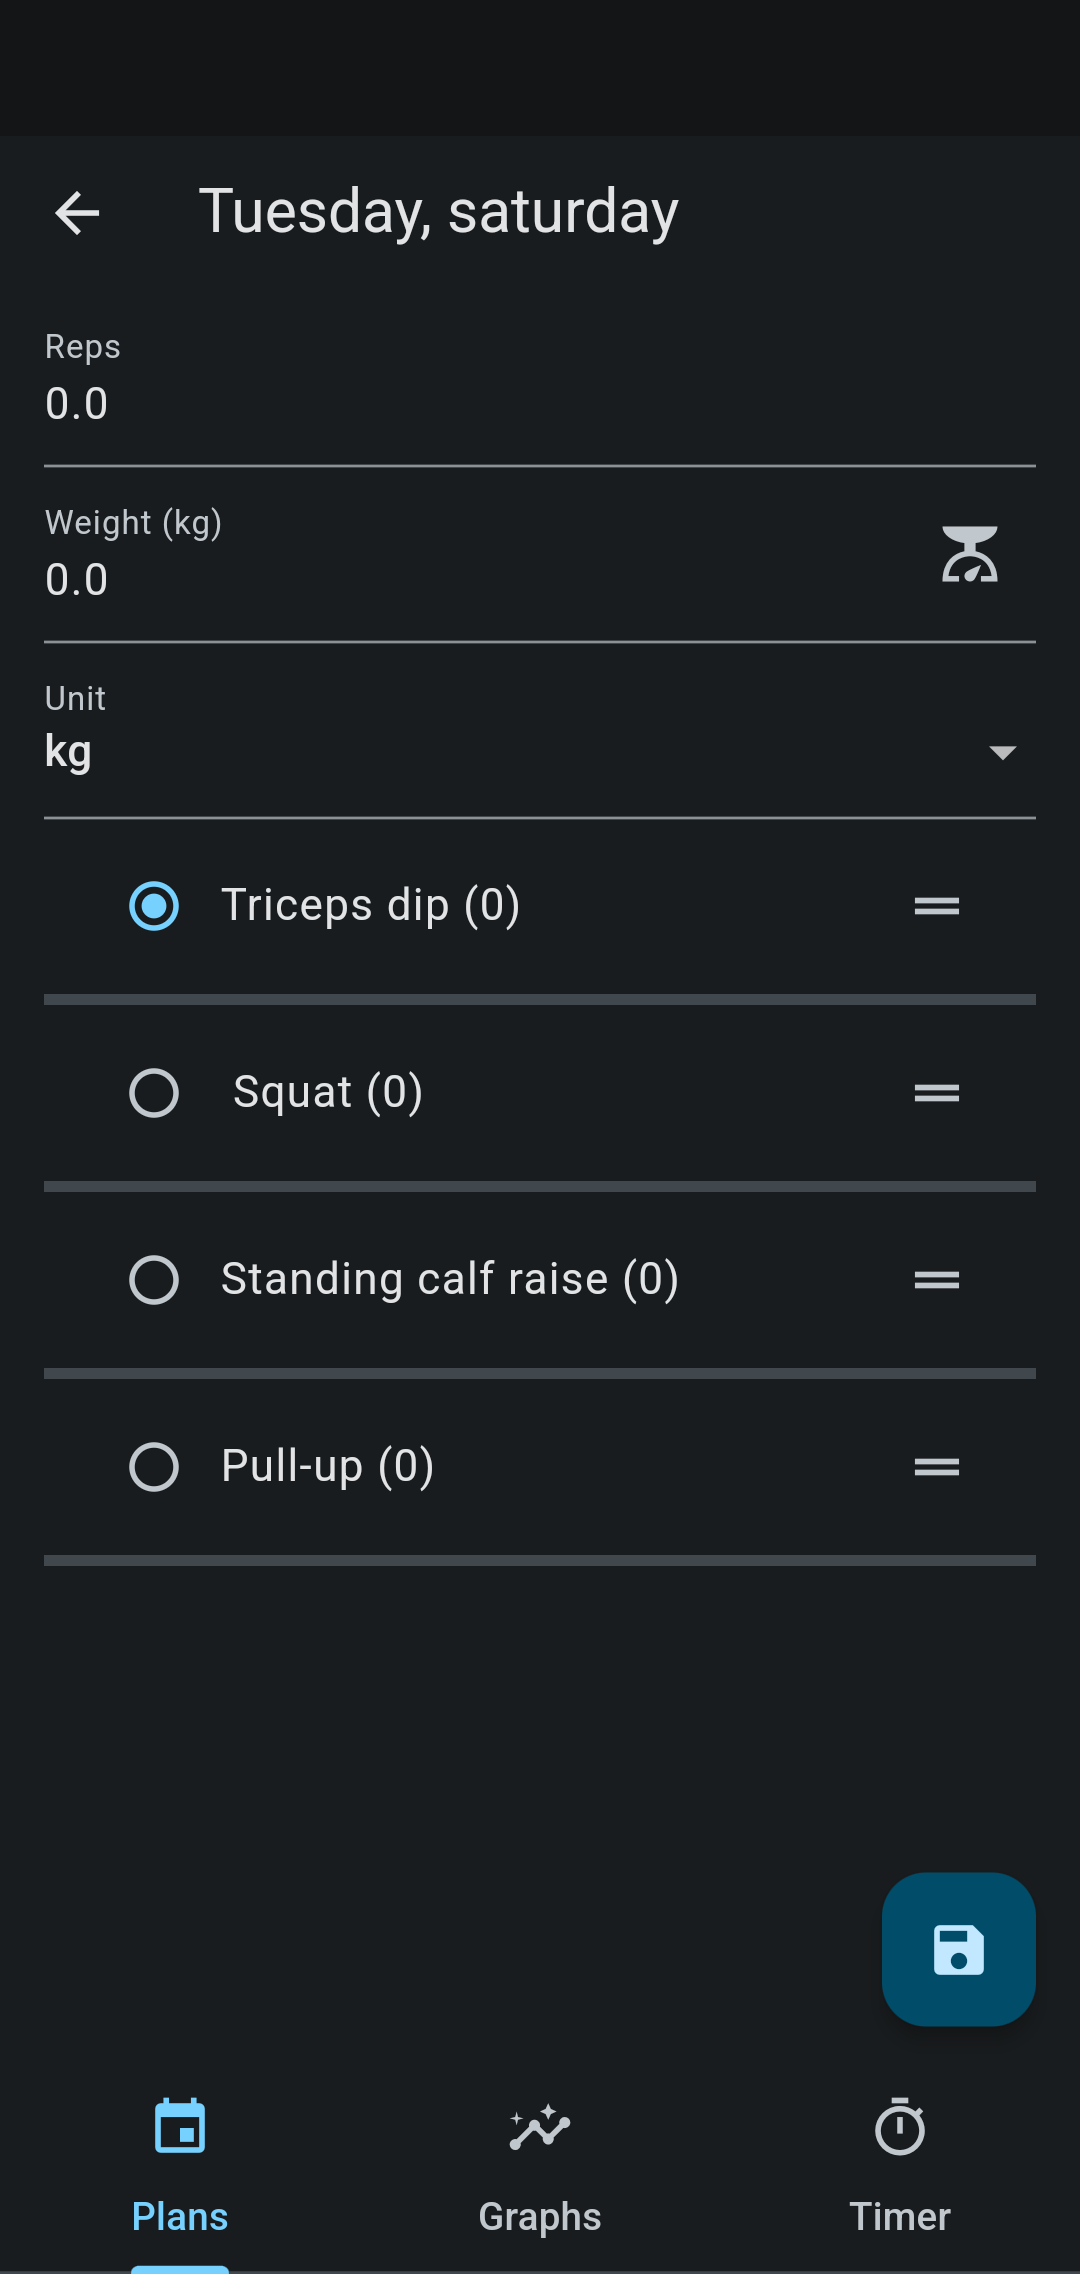 Tuesday, saturday
Reps
0.0
Weight (kg)
0.0
Unit
kg
Triceps dip (0)
Squat (0)
Standing calf raise (0)
Pull-up (0)
Plans
Graphs
Timer